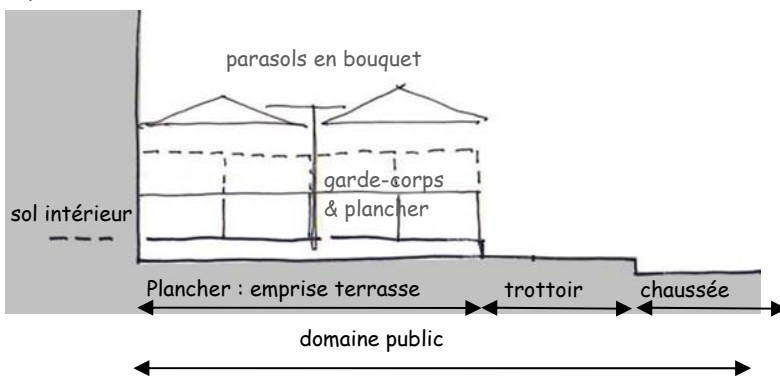 parasols en bouquet
garde-corps
& plancher
sol intérieur
Plancher : emprise terrasse
trottoir
chaussée
domaine public